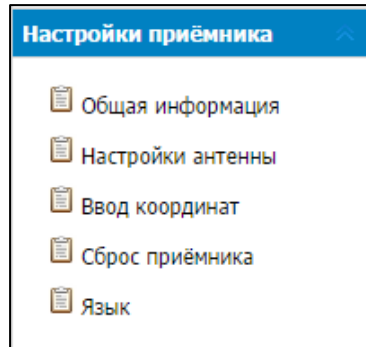 Настройки приёмника
Общая информация
Настройки антенны
Ввод координат
Сброс приёмника
Язык